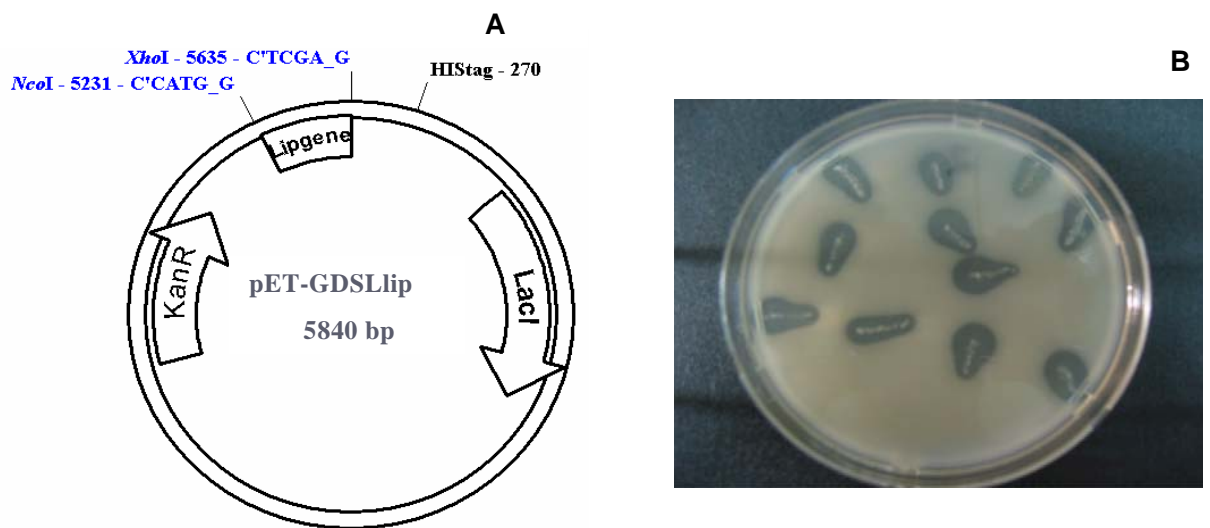 A
XhoI - 5635 - C'TCGA_G
NcoI - 5231 - C'CATG_G
HIStag - 270
Lipgene
KanR
LacI
pET-GDSLlip
5840 bp
B